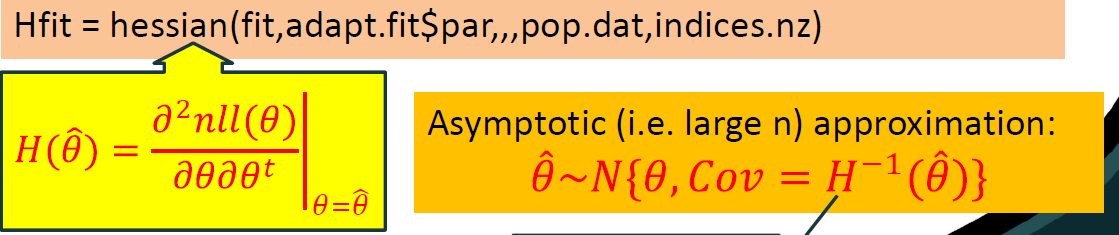 Hfit = hessian(fit,adapt.fit$par,,,pop.dat,indices.nz)
H(θ̂) = ∂²nll(θ) / ∂θ∂θᵗ |θ=θ̂
Asymptotic (i.e. large n) approximation:
θ̂~N{θ, Cov = H⁻¹(θ̂)}